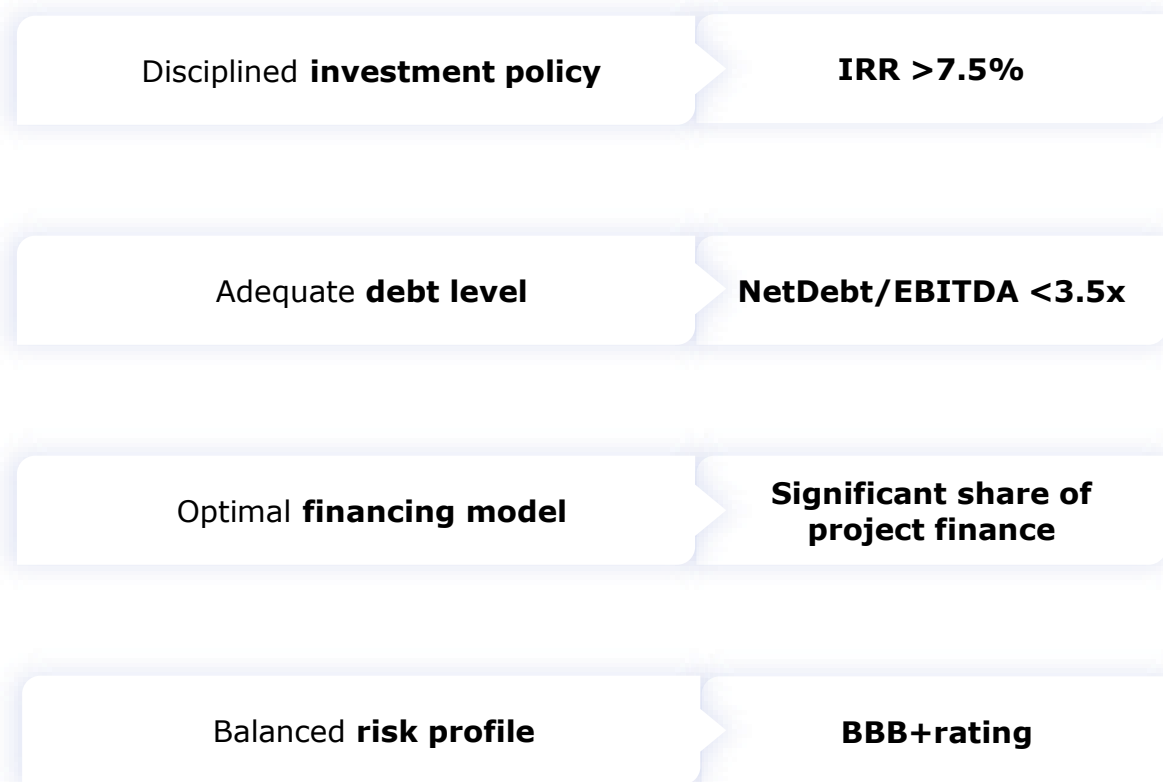 Disciplined investment policy
IRR >7.5%
Adequate debt level
NetDebt/EBITDA <3.5x
Optimal financing model
Significant share of
project finance
Balanced risk profile
BBB+rating